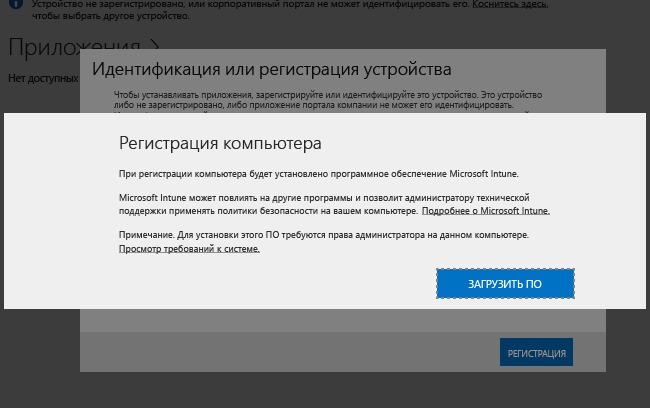 Устройство не зарегистрировано, или корпоративный портал не может идентифицировать его. Коснитесь здесь,
чтобы выбрать другое устройство.
Приложения
Нет доступных
Идентификация или регистрация устройства
Чтобы устанавливать приложения, зарегистрируйте или идентифицируйте это устройство. Это устройство
либо не зарегистрировано, либо приложение портала компании не может его идентифицировать.
Регистрация компьютера
При регистрации компьютера будет установлено программное обеспечение Microsoft Intune.
Microsoft Intune может повлиять на другие программы и позволит администратору технической
поддержки применять политики безопасности на вашем компьютере. Подробнее о Microsoft Intune.
Примечание. Для установки этого ПО требуются права администратора на данном компьютере.
Просмотр требований к системе.
ЗАГРУЗИТЬ ПО
РЕГИСТРАЦИЯ